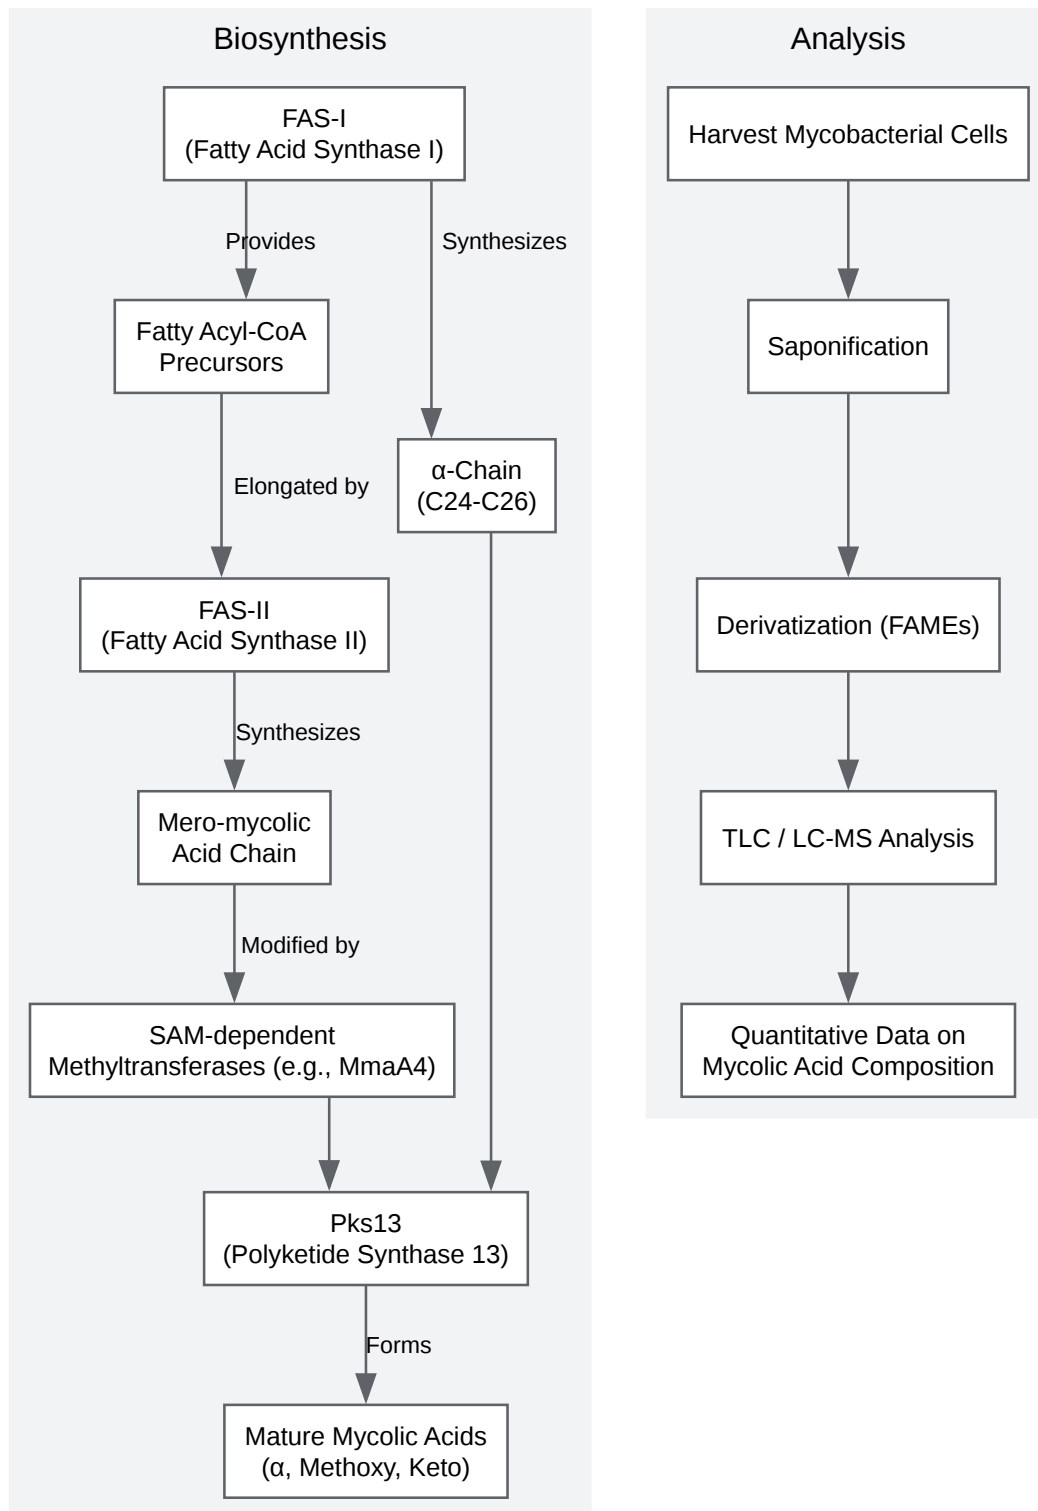 Biosynthesis
FAS-I
(Fatty Acid Synthase I)
Provides
Synthesizes
Fatty Acyl-CoA
Precursors
α-Chain
(C24-C26)
Elongated by
FAS-II
(Fatty Acid Synthase II)
Synthesizes
Mero-mycolic
Acid Chain
Modified by
SAM-dependent
Methyltransferases (e.g., MmaA4)
Pks13
(Polyketide Synthase 13)
Forms
Mature Mycolic Acids
(α, Methoxy, Keto)
Analysis
Harvest Mycobacterial Cells
Saponification
Derivatization (FAMEs)
TLC / LC-MS Analysis
Quantitative Data on
Mycolic Acid Composition